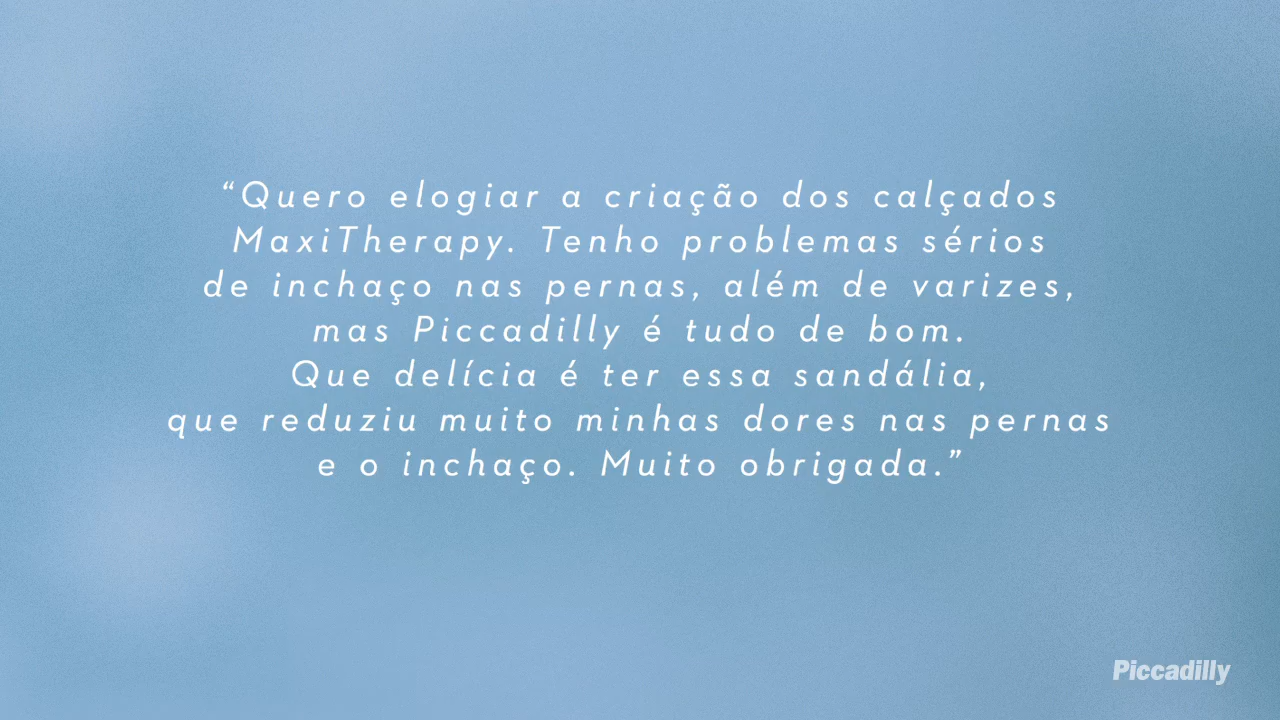 “Quero elogiar a criação dos calçados
MaxiTherapy. Tenho problemas sérios
de inchaço nas pernas, além de varizes,
mas Piccadilly é tudo de bom.
Que delícia é ter essa sandália,
que reduziu muito minhas dores nas pernas
e o inchaço. Muito obrigada.”
Piccadilly